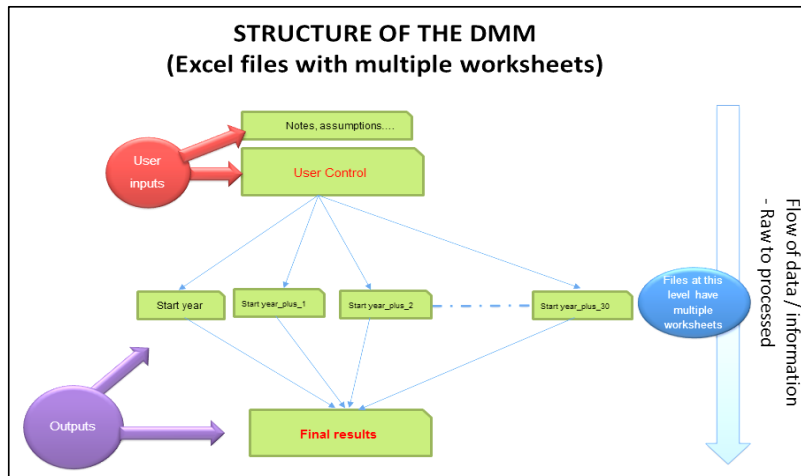 STRUCTURE OF THE DMM
(Excel files with multiple worksheets)
Notes, assumptions....
User
inputs
User Control
Start year
Start year_plus_1
Start year_plus_2
Start year_plus_30
Files at this
level have
multiple
worksheets
Flow of data / information
- Raw to processed
Outputs
Final results